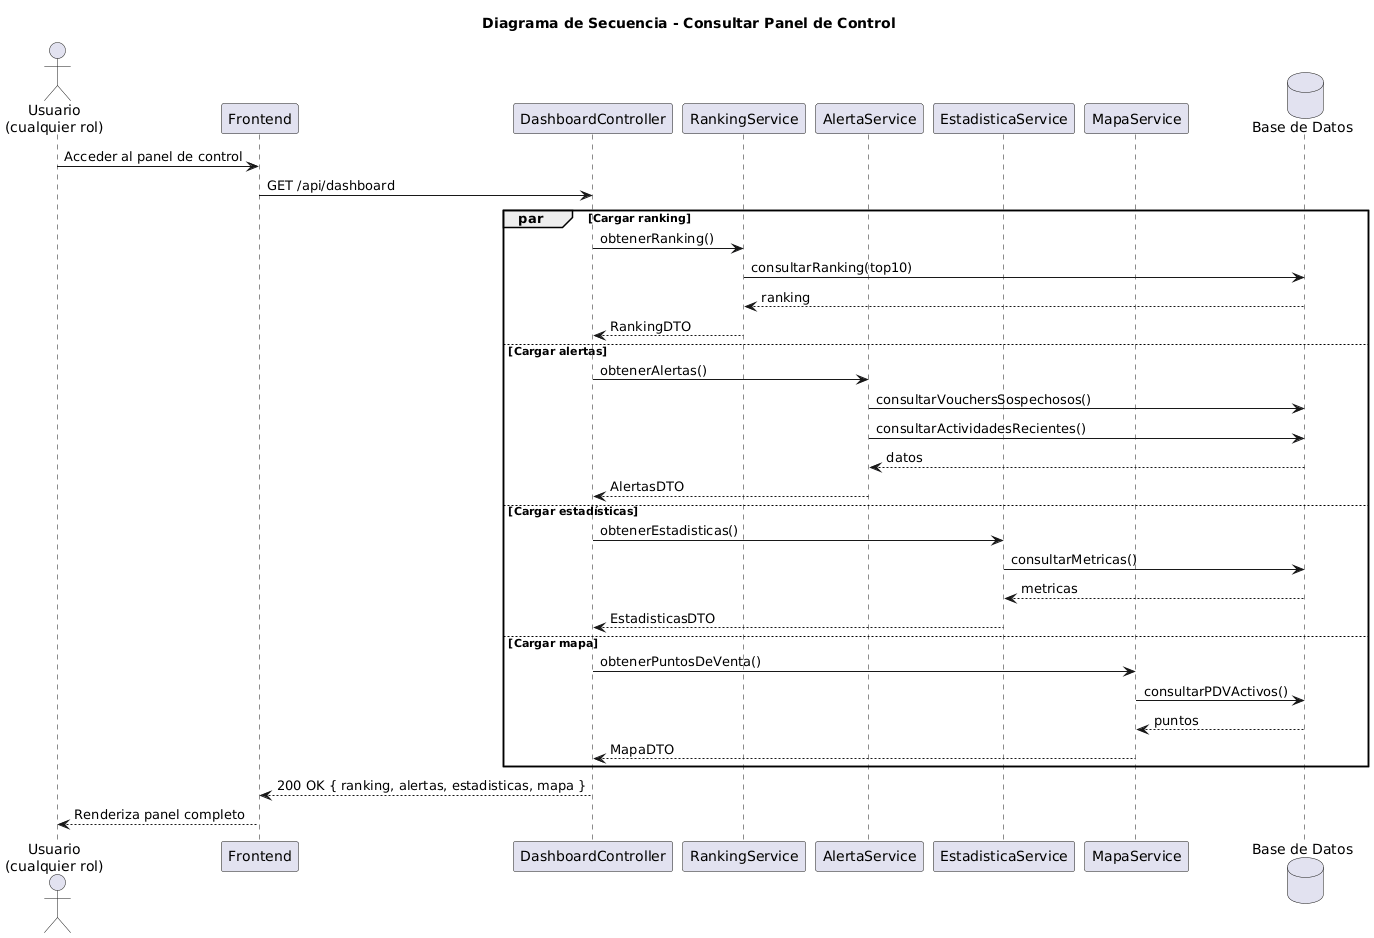 Diagrama de Secuencia - Consultar Panel de Control
Usuario
(cualquier rol)
Frontend
DashboardController
RankingService
AlertaService
EstadisticaService
MapaService
Base de Datos
Acceder al panel de control
GET /api/dashboard
par
[Cargar ranking]
obtenerRanking()
consultarRanking(top10)
ranking
RankingDTO
[Cargar alertas]
obtenerAlertas()
consultarVouchersSospechosos()
consultarActividadesRecientes()
datos
AlertasDTO
[Cargar estadísticas]
obtenerEstadisticas()
consultarMetricas()
metricas
EstadisticasDTO
[Cargar mapa]
obtenerPuntosDeVenta()
consultarPDVActivos()
puntos
MapaDTO
200 OK { ranking, alertas, estadisticas, mapa }
Renderiza panel completo
Usuario
(cualquier rol)
Frontend
DashboardController
RankingService
AlertaService
EstadisticaService
MapaService
Base de Datos